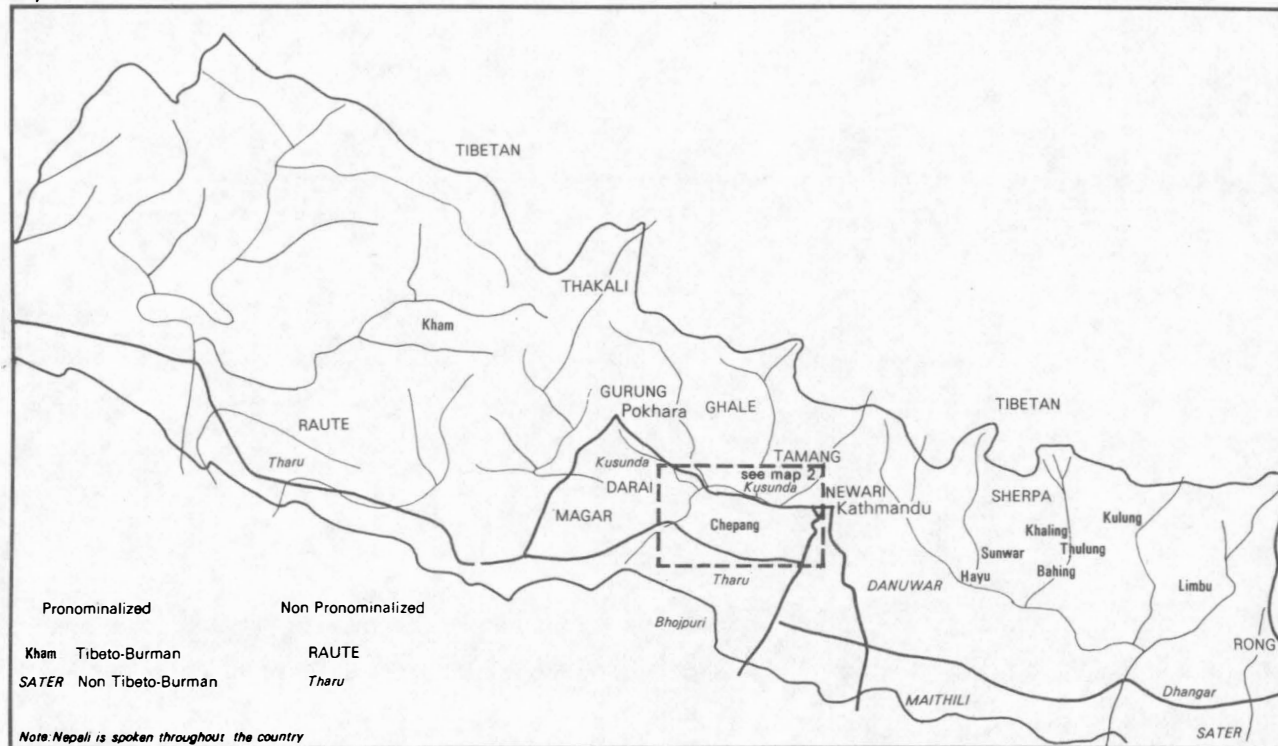 TIBETAN
THAKALI
Kham
GURUNG
Pokhara
GHALE
RAUTE
TIBETAN
Tharu
Kusunda
TAMANG
see map 2
DARAI
Kusunda
NEWARI
SHERPA
MAGAR
Kathmandu
Chepang
Khaling
Kulung
Sunwar
Thulung
Hayu
Bahing
Tharu
DANUWAR
Limbu
Pronominalized Non Pronominalized
Bhojpuri
RONG
Kham Tibeto-Burman RAUTE
SATER Non Tibeto-Burman Tharu
MAITHILI
Dhangar
SATER
Note: Nepali is spoken throughout the country